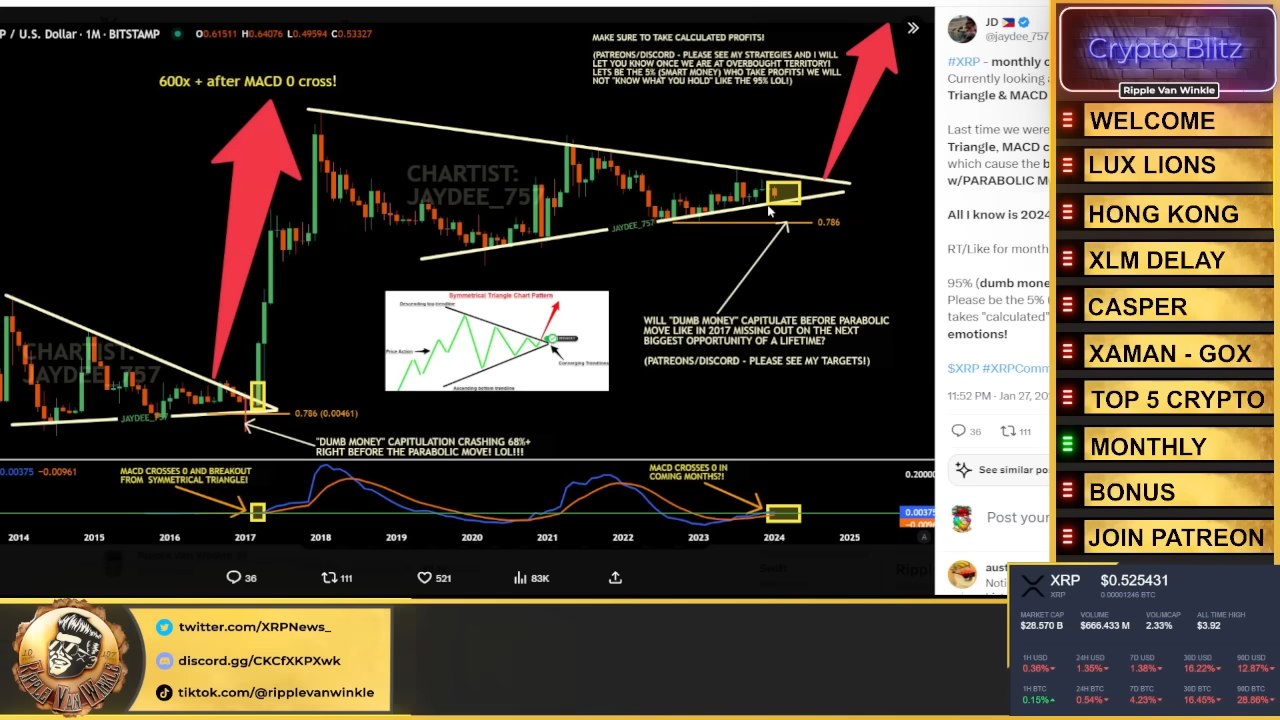 P / U.S. Dollar · 1M · BITSTAMP
O0.61511 H0.64076 L0.49594 C0.53327
600x + after MACD 0 cross!
MAKE SURE TO TAKE CALCULATED PROFITS!
(PATREONS/DISCORD - PLEASE SEE MY STRATEGIES AND I WILL
LET YOU KNOW ONCE WE ARE AT OVERBOUGHT TERRITORY!
LETS BE THE 5% (SMART MONEY) WHO TAKE PROFITS! WE WILL
NOT "KNOW WHAT YOU HOLD" LIKE THE 95% LOL!)
CHARTIST:
JAYDEE_757
JAYDEE_757
0.786
CHARTIST:
JAYDEE_757
JAYDEE_757
0.786 (0.00461)
Symmetrical Triangle Chart Pattern
Descending top trendline
Price Action
Converging Trendlines
Ascending bottom trendline
WILL "DUMB MONEY" CAPITULATE BEFORE PARABOLIC
MOVE LIKE IN 2017 MISSING OUT ON THE NEXT
BIGGEST OPPORTUNITY OF A LIFETIME?
(PATREONS/DISCORD - PLEASE SEE MY TARGETS!)
"DUMB MONEY" CAPITULATION CRASHING 68%+
RIGHT BEFORE THE PARABOLIC MOVE! LOL!!!
0.00375 −0.00961
MACD CROSSES 0 AND BREAKOUT
FROM SYMMETRICAL TRIANGLE!
MACD CROSSES 0 IN
COMING MONTHS?!
0.20000
0.00375
2014 2015 2016 2017 2018 2019 2020 2021 2022 2023 2024 2025
A
36 111 521 83K
JD
@jaydee_757
#XRP - monthly c
Currently looking
Triangle & MACD
Last time we were
Triangle, MACD c
which cause the b
w/PARABOLIC M
All I know is 2024
RT/Like for month
95% (dumb mone
Please be the 5% (
takes "calculated"
emotions!
$XRP #XRPComm
11:52 PM · Jan 27, 20
36 111
See similar po
Post your
aust
Noti
Crypto Blitz
Ripple Van Winkle
WELCOME
LUX LIONS
HONG KONG
XLM DELAY
CASPER
XAMAN - GOX
TOP 5 CRYPTO
MONTHLY
BONUS
JOIN PATREON
XRP $0.525431
XRP 0.00001246 BTC
MARKET CAP VOLUME VOL/MCAP ALL TIME HIGH
$28.570 B $666.433 M 2.33% $3.92
1H USD 24H USD 7D USD 30D USD 90D USD
0.36% 1.35% 1.38% 16.22% 12.87%
1H BTC 24H BTC 7D BTC 30D BTC 90D BTC
0.15% 0.54% 4.23% 16.45% 28.86%
RIPPLE VAN WINKLE
twitter.com/XRPNews_
discord.gg/CKCfXKPXwk
tiktok.com/@ripplevanwinkle